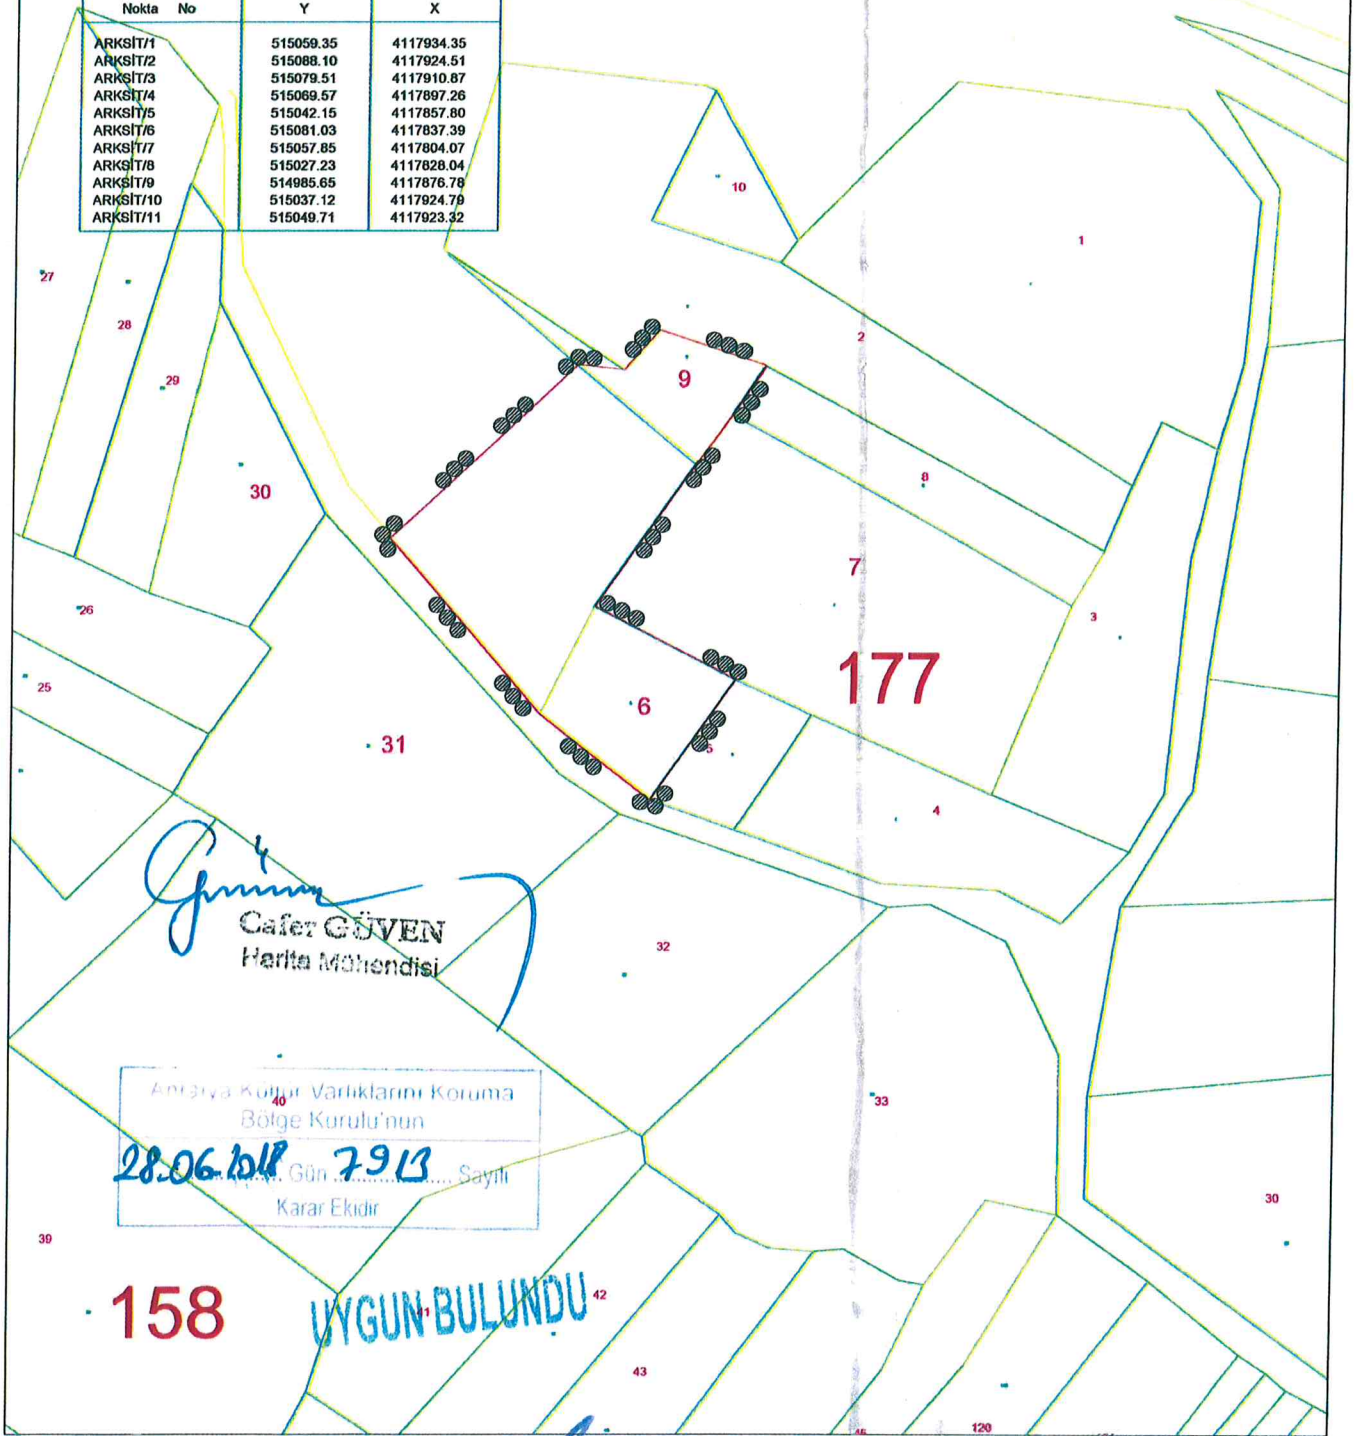 Nokta No Y X
ARKSİT/1 515059.35 4117934.35
ARKSİT/2 515088.10 4117924.51
ARKSİT/3 515079.51 4117910.87
ARKSİT/4 515069.57 4117897.26
ARKSİT/5 515042.15 4117857.80
ARKSİT/6 515081.03 4117837.39
ARKSİT/7 515057.85 4117804.07
ARKSİT/8 515027.23 4117828.04
ARKSİT/9 514985.65 4117876.78
ARKSİT/10 515037.12 4117924.79
ARKSİT/11 515049.71 4117923.32
10
1
27
28
2
29
9
8
30
7
26
3
177
25
6
31
5
4
Cafer GÜVEN
Harita Mühendisi
32
Antalya Kültür Varlıklarını Koruma
40
Bölge Kurulu'nun
28.06.2018 Gün 7913 Sayılı
Karar Ekidir
33
30
39
158
41
UYGUN BULUNDU
42
43
120